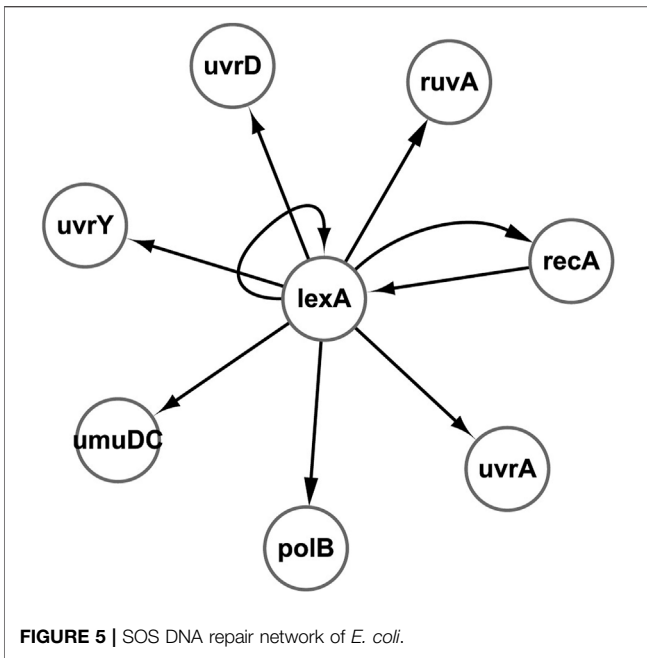 uvrD
ruvA
uvrY
recA
lexA
umuDC
uvrA
polB
FIGURE 5 | SOS DNA repair network of E. coli.